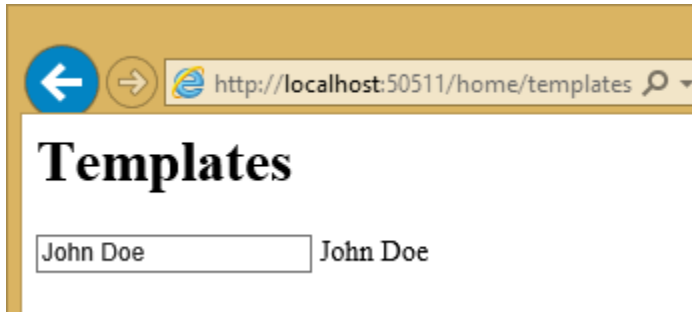 http://localhost:50511/home/templates
Templates
John Doe John Doe